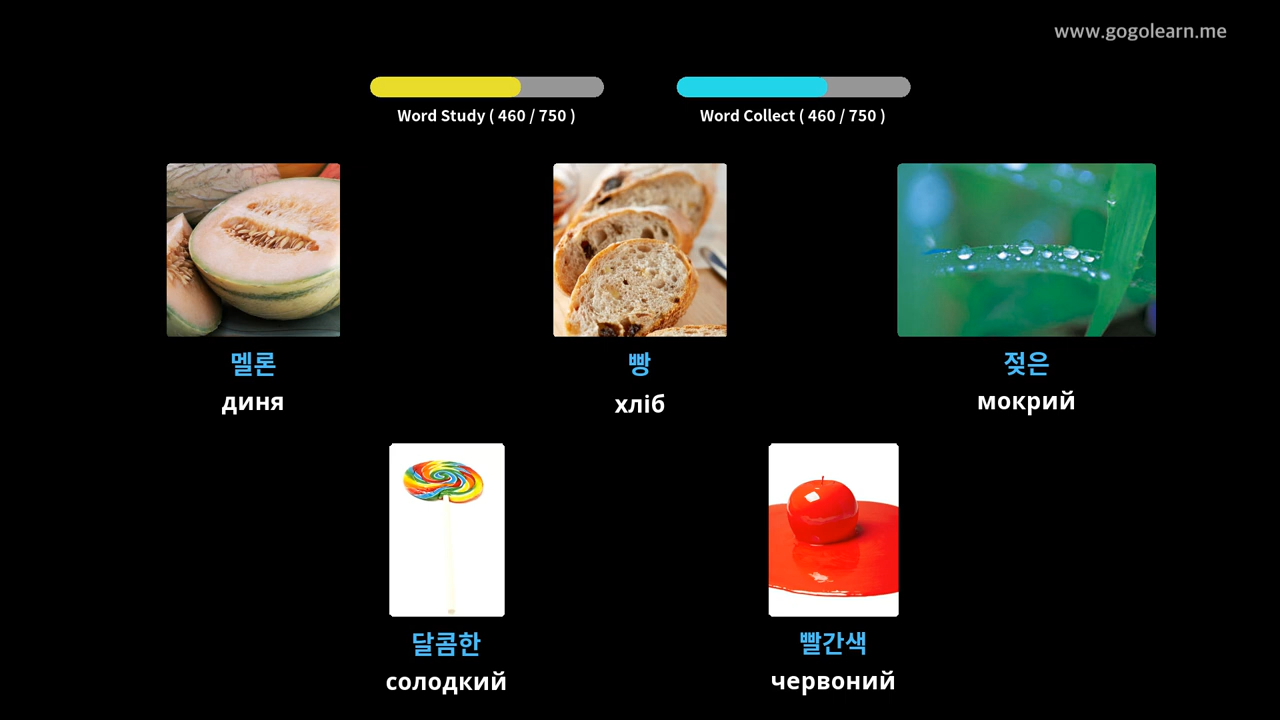 www.gogolearn.me
Word Study ( 460 / 750 )
Word Collect ( 460 / 750 )
멜론
диня
빵
хліб
젖은
мокрий
달콤한
солодкий
빨간색
червоний